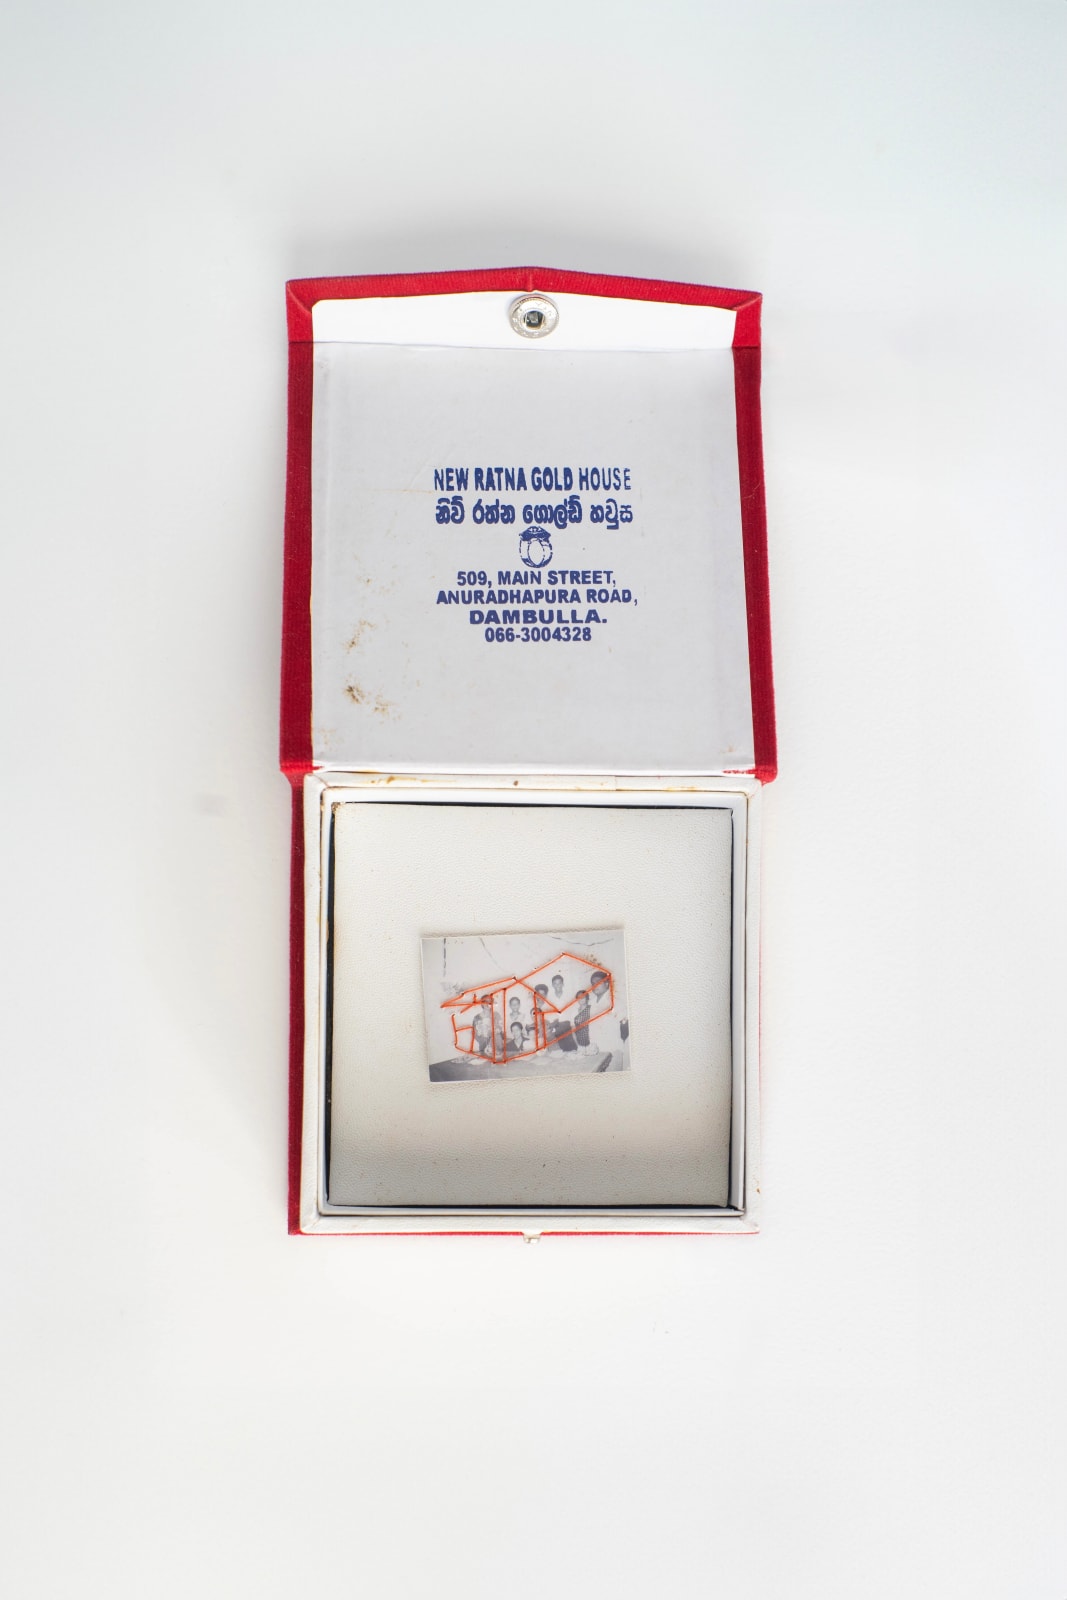 NEW RATNA GOLD HOUSE
නිව් රත්න ගෝල්ඩ් හවුස්
509, MAIN STREET,
ANURADHAPURA ROAD,
DAMBULLA.
066-3004328